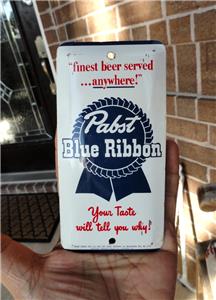 "finest beer served
...anywhere!"
Pabst
Blue Ribbon
Your Taste
will tell you why!